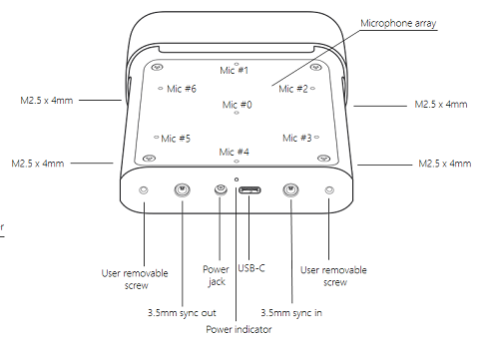 Microphone array
Mic #1
Mic #6
Mic #2
M2.5 x 4mm
Mic #0
M2.5 x 4mm
Mic #5
Mic #3
Mic #4
M2.5 x 4mm
M2.5 x 4mm
r
User removable
screw
Power
jack
USB-C
User removable
screw
3.5mm sync out
3.5mm sync in
Power indicator